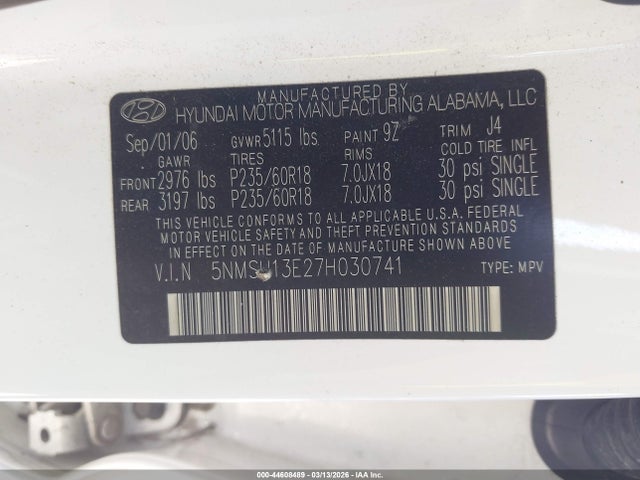 MANUFACTURED BY
HYUNDAI MOTOR MANUFACTURING ALABAMA, LLC
Sep/01/06 GVWR 5115 lbs PAINT 9Z TRIM J4
GAWR TIRES RIMS COLD TIRE INFL
FRONT 2976 lbs P235/60R18 7.0JX18 30 psi SINGLE
REAR 3197 lbs P235/60R18 7.0JX18 30 psi SINGLE
THIS VEHICLE CONFORMS TO ALL APPLICABLE U.S. FEDERAL
MOTOR VEHICLE SAFETY AND THEFT PREVENTION STANDARDS
IN EFFECT ON THE DATE OF MANUFACTURE SHOWN ABOVE.
V.I.N 5NMSH13E27H030741 TYPE: MPV
000-44608489 | 03/13/2026 | IAA, Inc.